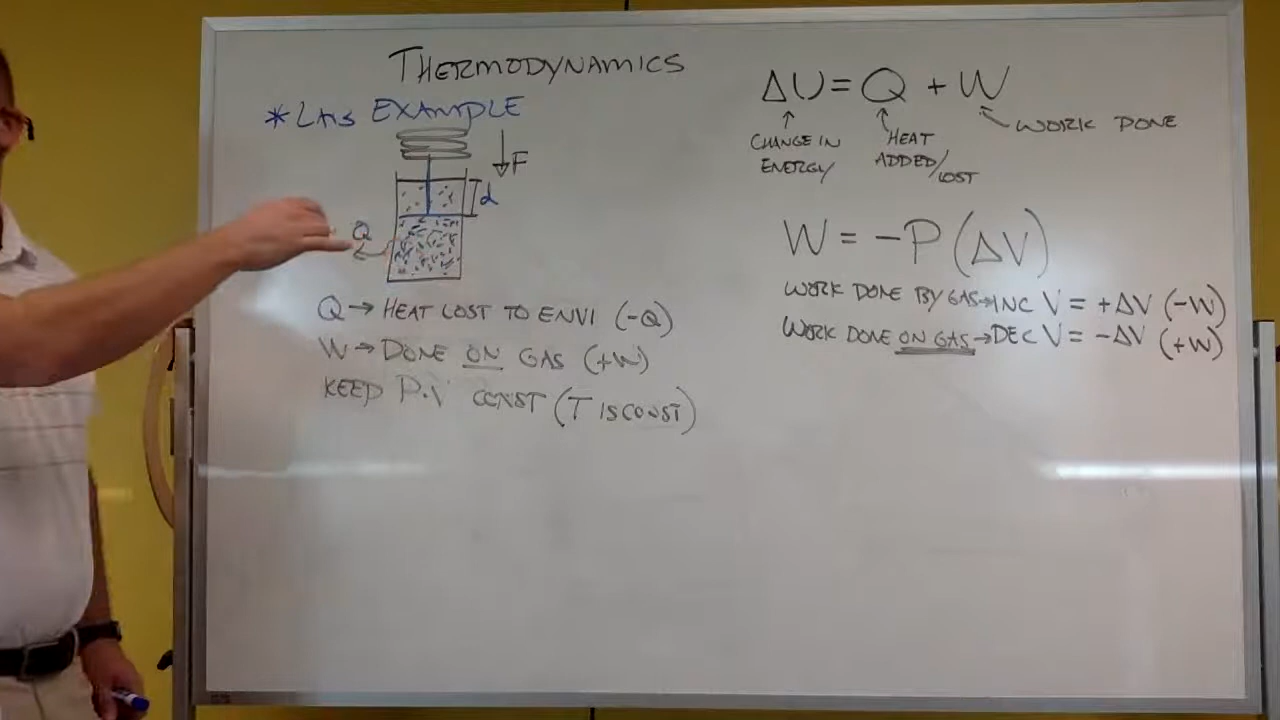 THERMODYNAMICS
* LAB EXAMPLE
F
d
Q
Q → HEAT LOST TO ENVI (-Q)
W → DONE ON GAS (+W)
KEEP P·V CONST (T IS CONST)
ΔU = Q + W
CHANGE IN ENERGY
HEAT ADDED/LOST
WORK DONE
W = -P(ΔV)
WORK DONE BY GAS → INC V = +ΔV (-W)
WORK DONE ON GAS → DEC V = -ΔV (+W)